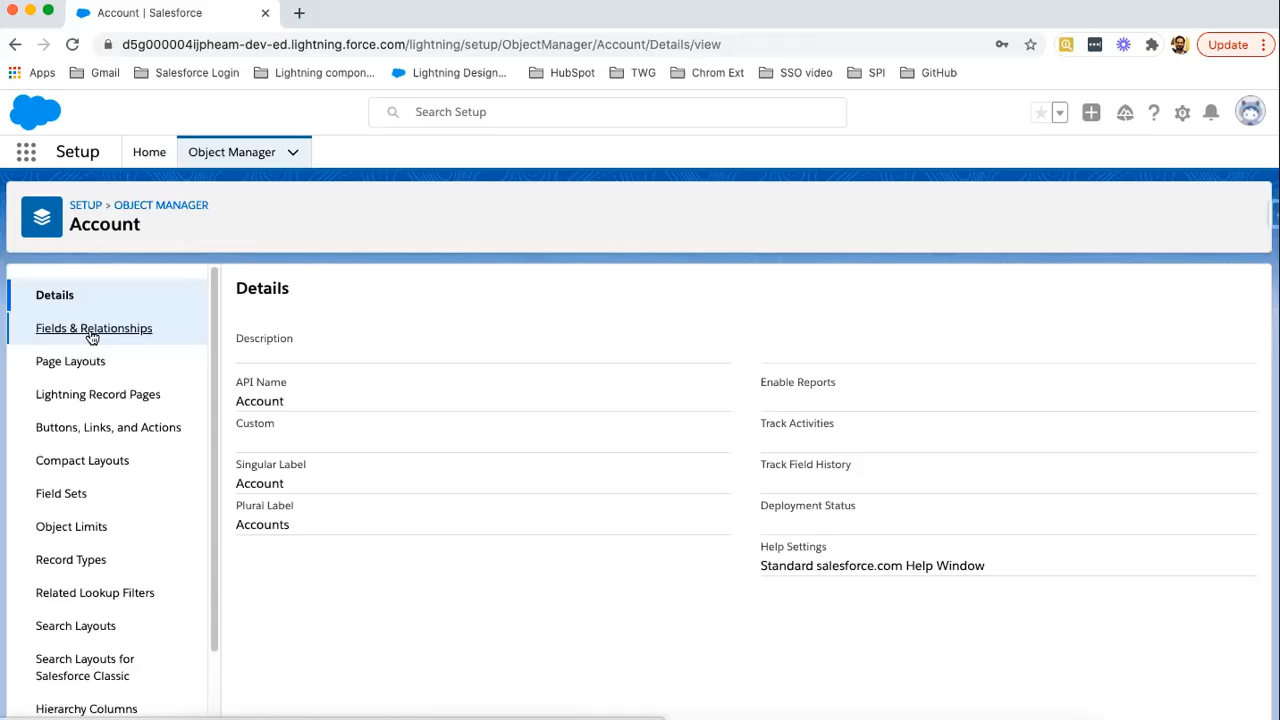 Account | Salesforce
d5g000004ijpheam-dev-ed.lightning.force.com/lightning/setup/ObjectManager/Account/Details/view
Update
Apps
Gmail
Salesforce Login
Lightning compon...
Lightning Design...
HubSpot
TWG
Chrom Ext
SSO video
SPI
GitHub
Search Setup
Setup
Home
Object Manager
SETUP > OBJECT MANAGER
Account
Details
Fields & Relationships
Page Layouts
Lightning Record Pages
Buttons, Links, and Actions
Compact Layouts
Field Sets
Object Limits
Record Types
Related Lookup Filters
Search Layouts
Search Layouts for
Salesforce Classic
Hierarchy Columns
Details
Description
API Name
Account
Custom
Singular Label
Account
Plural Label
Accounts
Enable Reports
Track Activities
Track Field History
Deployment Status
Help Settings
Standard salesforce.com Help Window